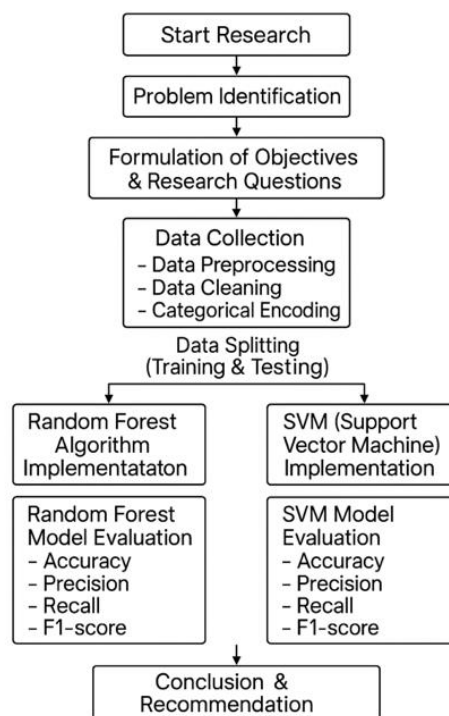 Start Research
Problem Identification
Formulation of Objectives
& Research Questions
Data Collection
– Data Preprocessing
– Data Cleaning
– Categorical Encoding
Data Splitting
(Training & Testing)
Random Forest
Algorithm
Implementataton
SVM (Support
Vector Machine)
Implementation
Random Forest
Model Evaluation
– Accuracy
– Precision
– Recall
– F1-score
SVM Model
Evaluation
– Accuracy
– Precision
– Recall
– F1-score
Conclusion &
Recommendation